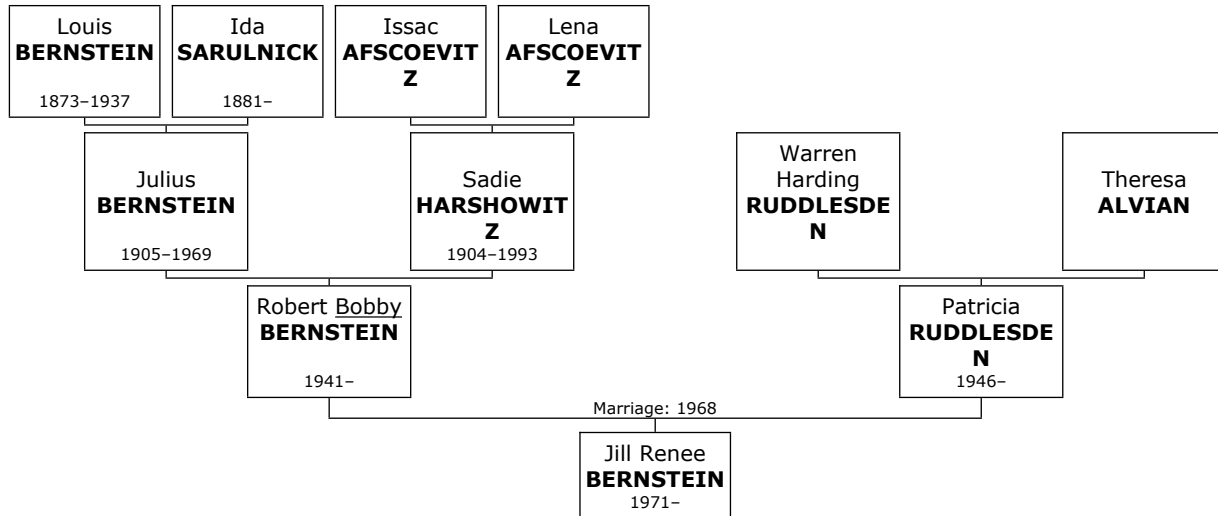 Louis
BERNSTEIN
1873–1937
Ida
SARULNICK
1881–
Issac
AFSCOEVIT
Z
Lena
AFSCOEVIT
Z
Julius
BERNSTEIN
1905–1969
Sadie
HARSHOWIT
Z
1904–1993
Warren
Harding
RUDDLESDE
N
Theresa
ALVIAN
Robert Bobby
BERNSTEIN
1941–
Patricia
RUDDLESDE
N
1946–
Marriage: 1968
Jill Renee
BERNSTEIN
1971–